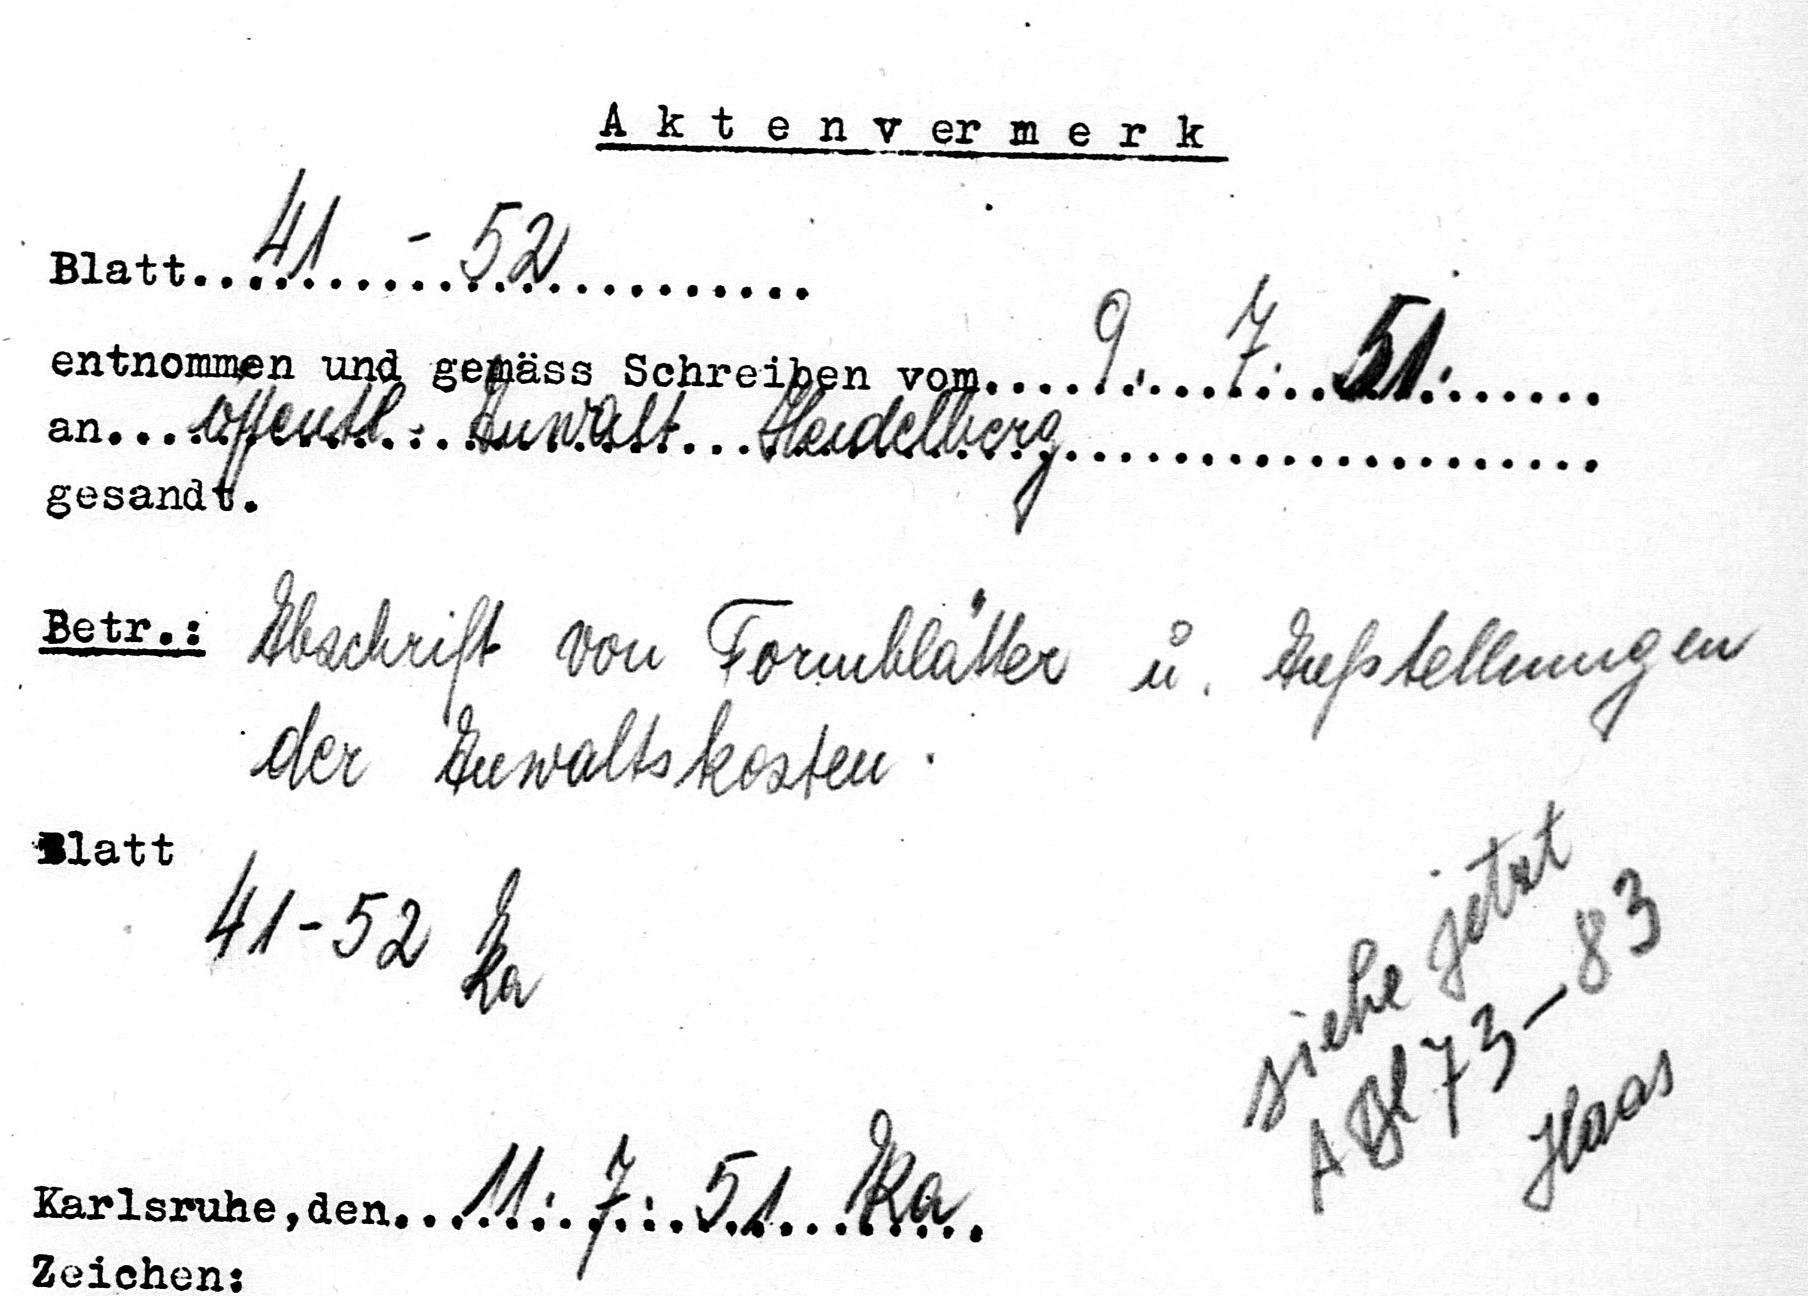 Aktenvermerk
Blatt 41 - 52
entnommen und gemäss Schreiben vom 9. 7. 51.
an öffentl. Anwalt Heidelberg
gesandt.
Betr.: Abschrift von Formblätter u. Aufstellungen
der Anwaltskosten.
Blatt
41-52 Ka
siehe jetzt
A Bl 73-83
Haas
Karlsruhe, den 11. 7. 51 Ka
Zeichen: